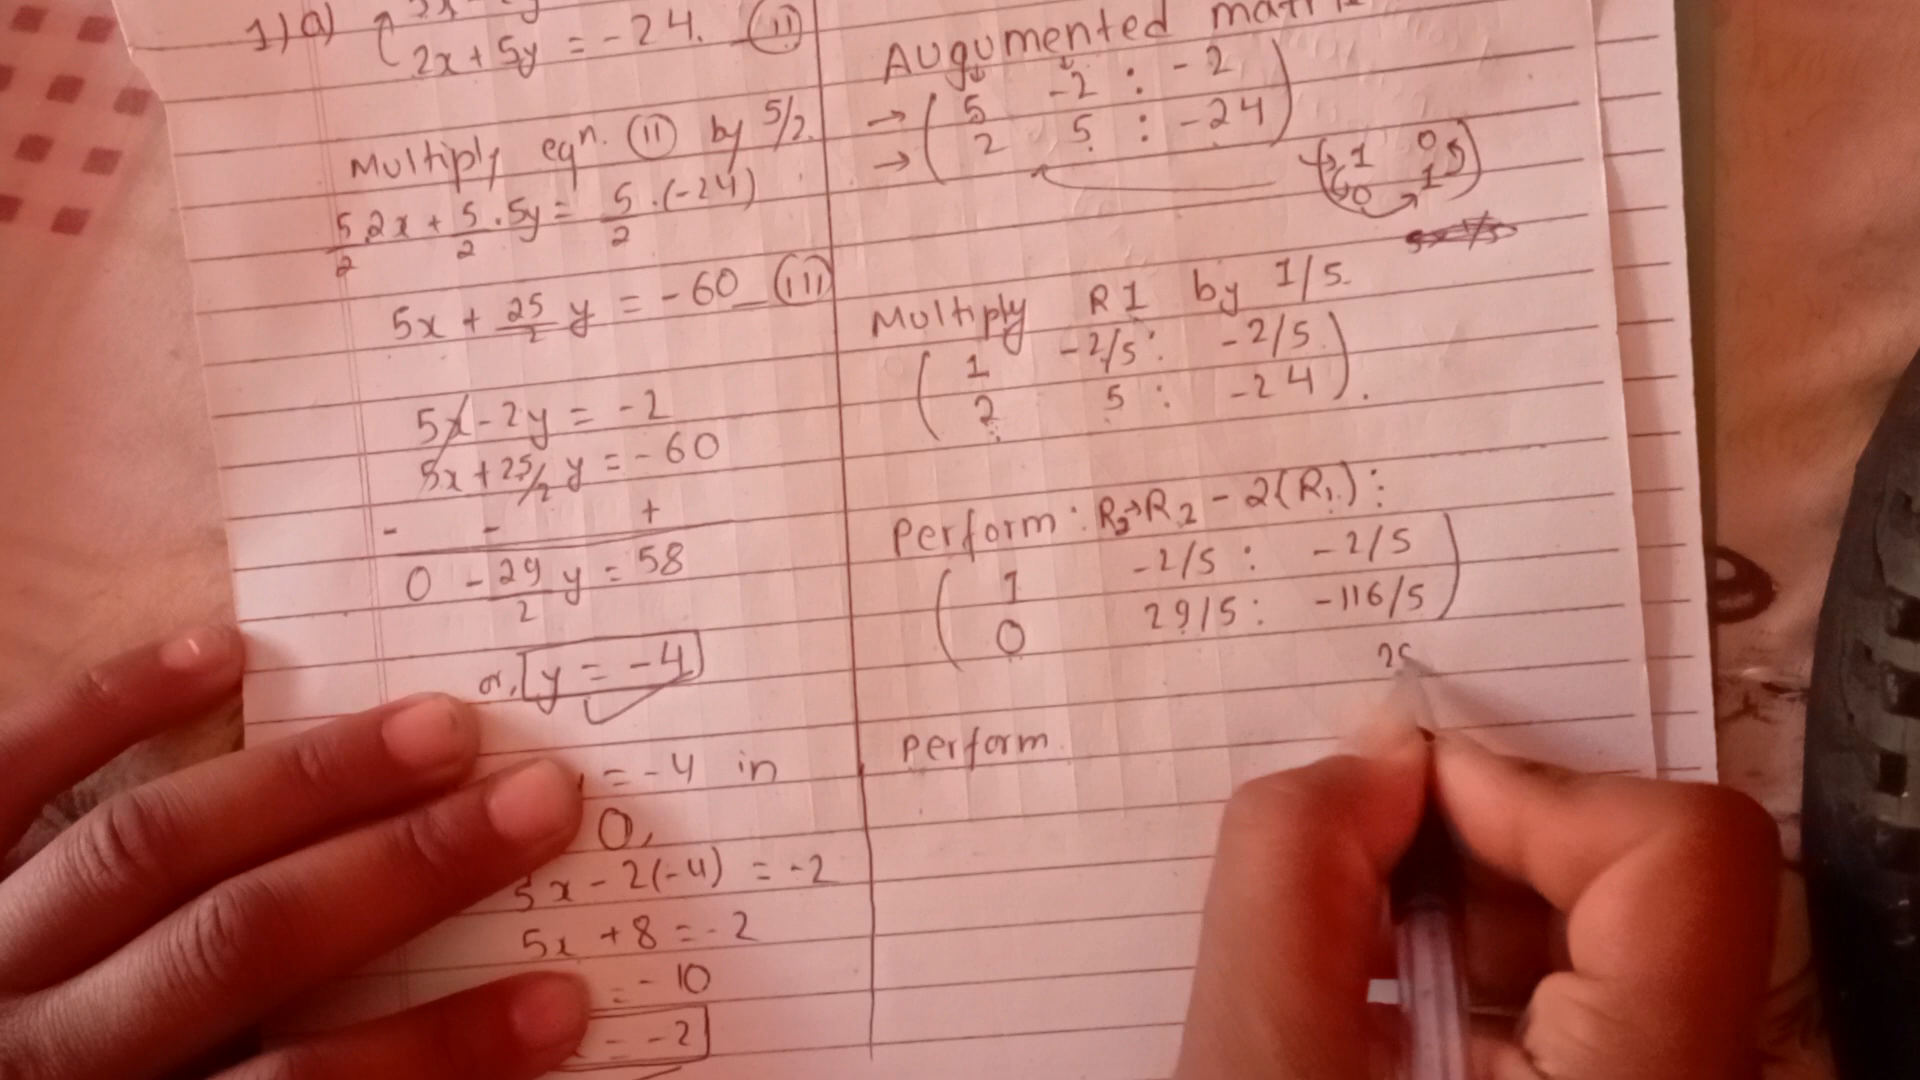 1) a)
2x + 5y = -24. (II)
Multiply eqn. (II) by 5/2.
5/2 2x + 5/2 . 5y = 5/2 . (-24)
5x + 25/2 y = -60 (III)
5x - 2y = -2
5x + 25/2 y = -60
- - +
0 - 29/2 y = 58
or, y = -4
= -4 in
5x - 2(-4) = -2
5x + 8 = -2
= -10
= -2
Augumented
5 -2 : -2
2 5 : -24
1 0
0 1
Multiply R1 by 1/5.
1 -2/5 : -2/5
2 5 : -24
Perform : R2→R2 - 2(R1) :
1 -2/5 : -2/5
0 29/5 : -116/5
Perform